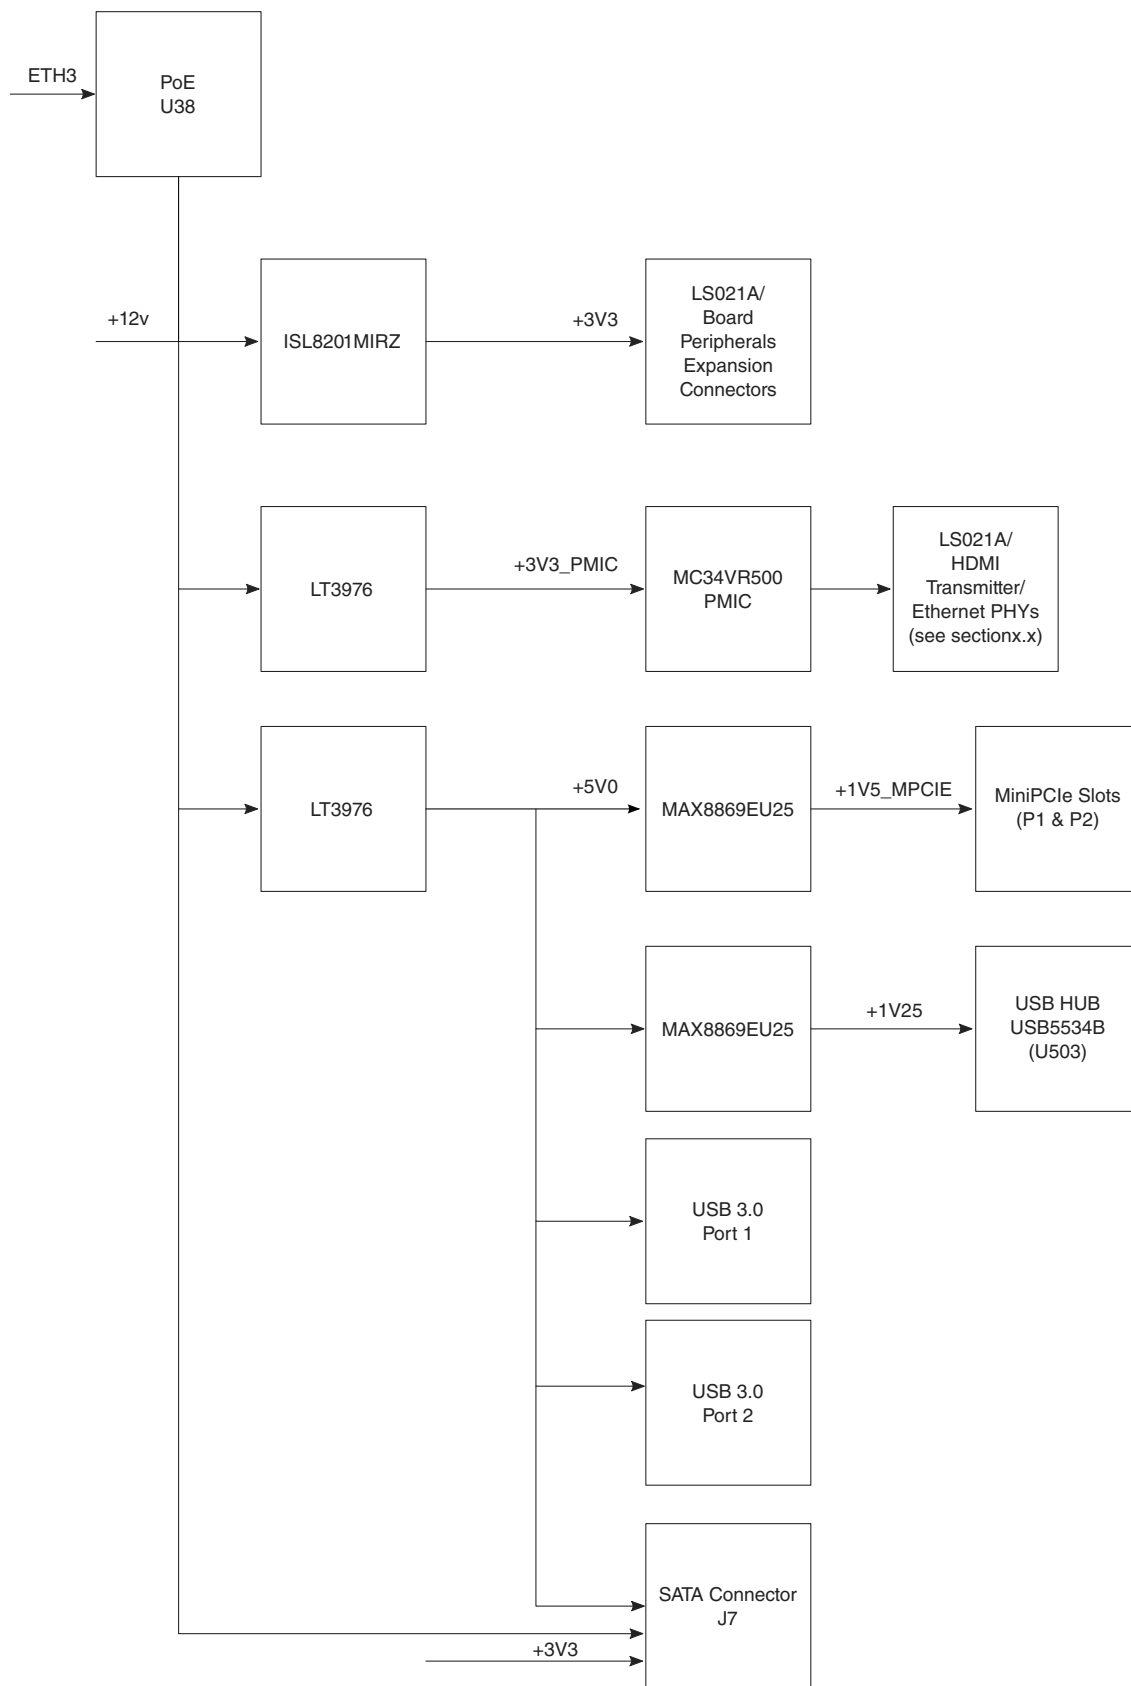 ETH3
PoE
U38
+12v
ISL8201MIRZ
+3V3
LS021A/
Board
Peripherals
Expansion
Connectors
LT3976
+3V3_PMIC
MC34VR500
PMIC
LS021A/
HDMI
Transmitter/
Ethernet PHYs
(see sectionx.x)
LT3976
+5V0
MAX8869EU25
+1V5_MPCIE
MiniPCIe Slots
(P1 & P2)
MAX8869EU25
+1V25
USB HUB
USB5534B
(U503)
USB 3.0
Port 1
USB 3.0
Port 2
SATA Connector
J7
+3V3